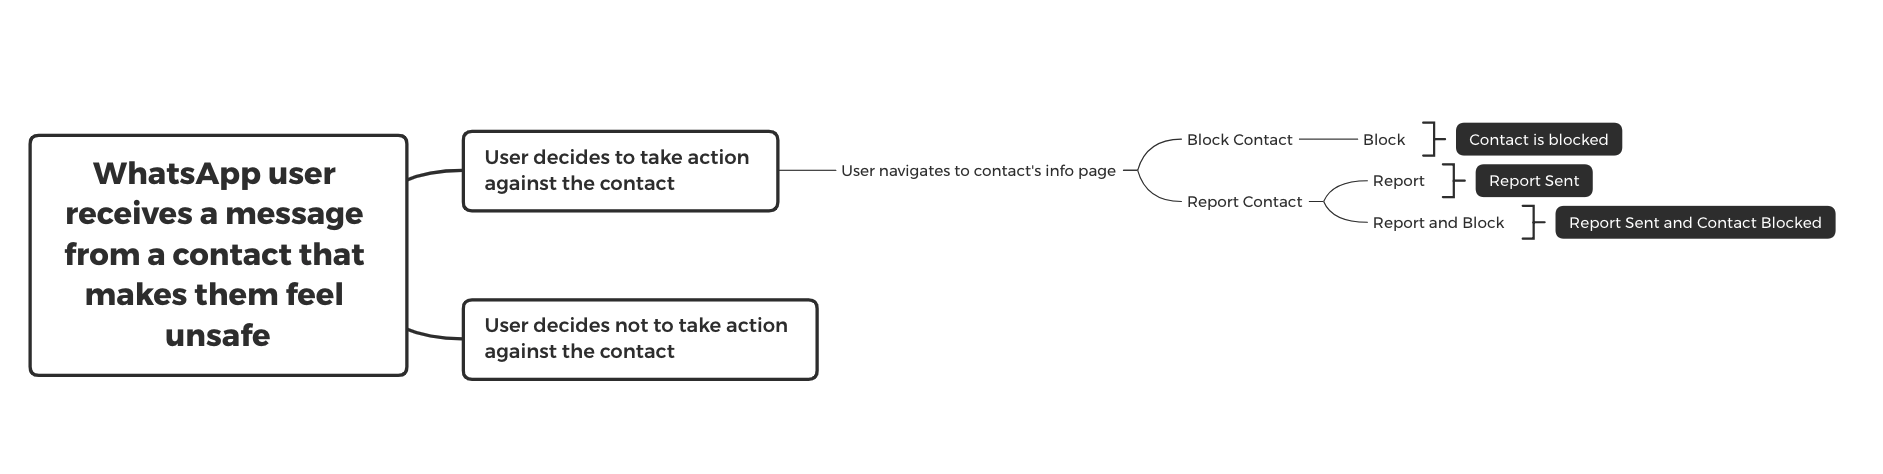 WhatsApp user
receives a message
from a contact that
makes them feel
unsafe
User decides to take action
against the contact
User navigates to contact's info page
Block Contact
Block
Contact is blocked
Report Contact
Report
Report Sent
Report and Block
Report Sent and Contact Blocked
User decides not to take action
against the contact